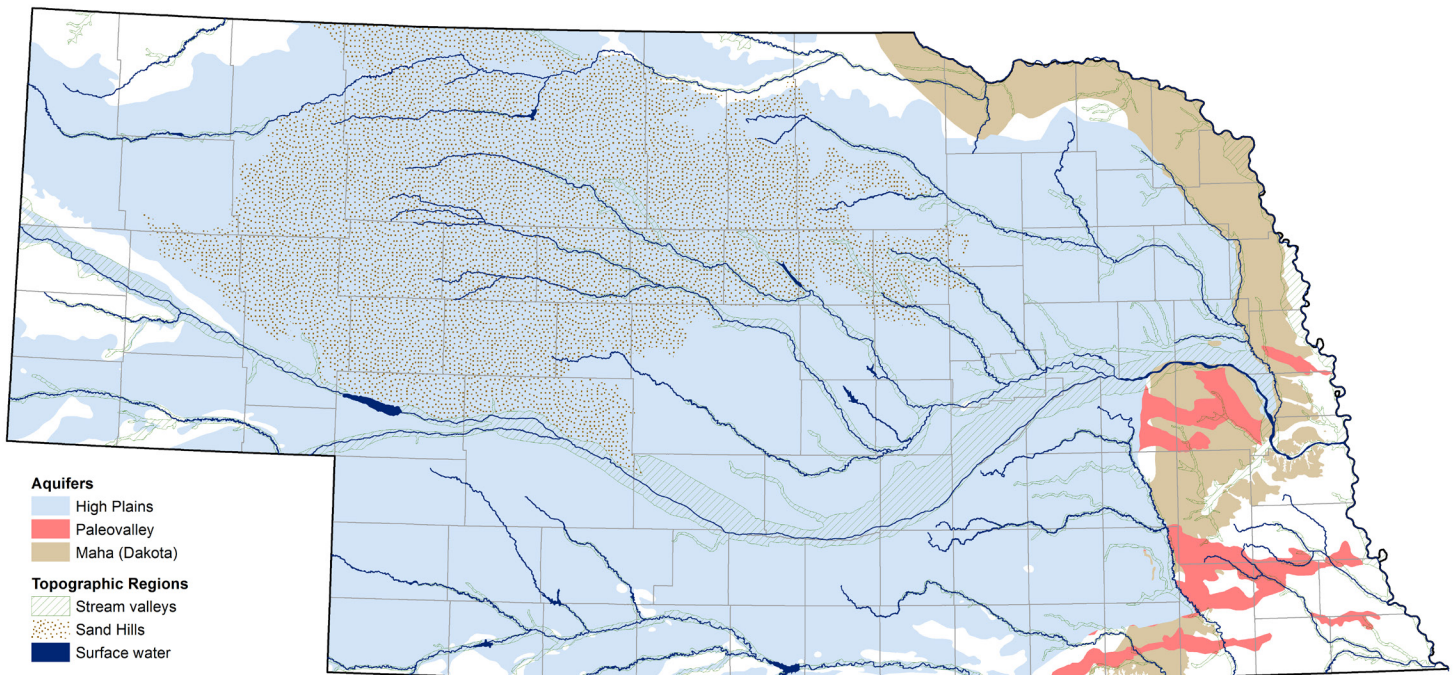 Aquifers
High Plains
Paleovalley
Maha (Dakota)
Topographic Regions
Stream valleys
Sand Hills
Surface water